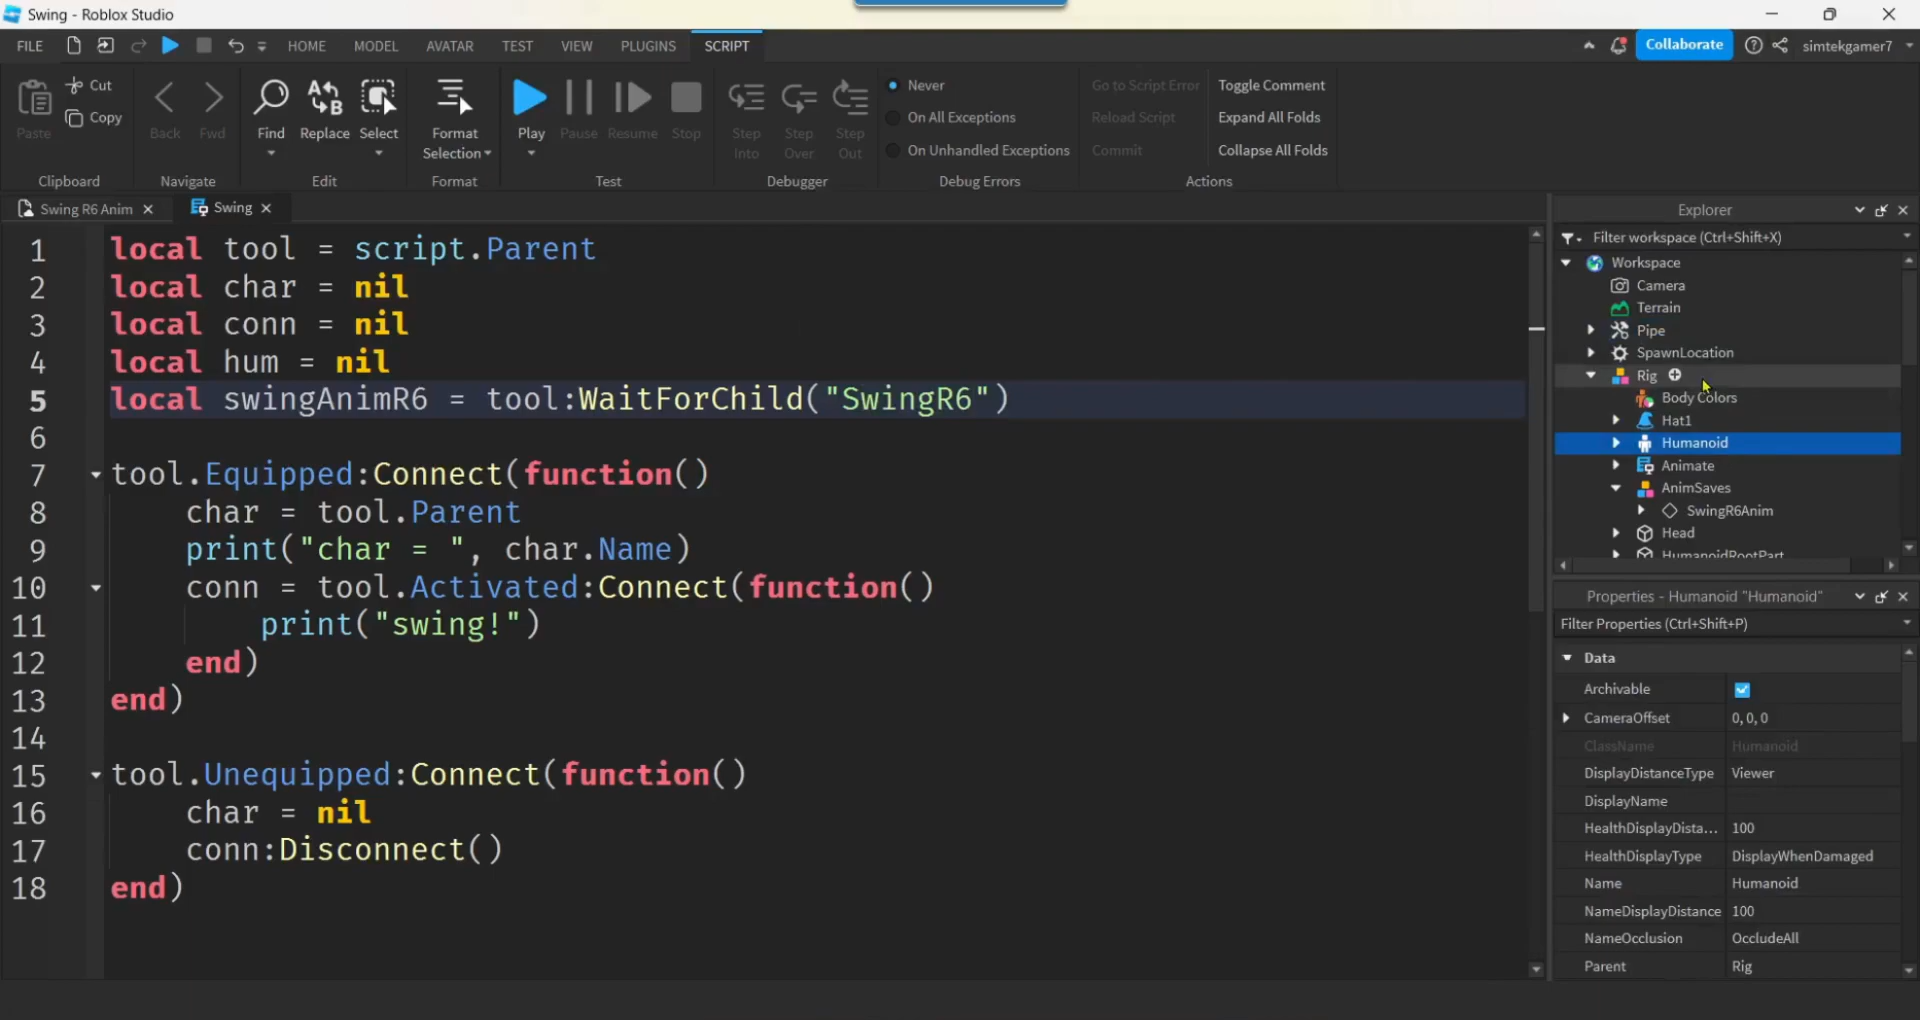 Swing - Roblox Studio
FILE HOME MODEL AVATAR TEST VIEW PLUGINS SCRIPT Collaborate simtekgamer7
Paste Cut Copy Back Fwd Find Replace Select Format Selection Play Pause Resume Stop Step Into Step Over Step Out
Never
On All Exceptions
On Unhandled Exceptions
Go to Script Error
Reload Script
Commit
Toggle Comment
Expand All Folds
Collapse All Folds
Clipboard Navigate Edit Format Test Debugger Debug Errors Actions
Swing R6 Anim Swing
1 local tool = script.Parent
2 local char = nil
3 local conn = nil
4 local hum = nil
5 local swingAnimR6 = tool:WaitForChild("SwingR6")
6
7 tool.Equipped:Connect(function()
8 char = tool.Parent
9 print("char = ", char.Name)
10 conn = tool.Activated:Connect(function()
11 print("swing!")
12 end)
13 end)
14
15 tool.Unequipped:Connect(function()
16 char = nil
17 conn:Disconnect()
18 end)
Explorer
Filter workspace (Ctrl+Shift+X)
Workspace
Camera
Terrain
Pipe
SpawnLocation
Rig
Body Colors
Hat1
Humanoid
Animate
AnimSaves
SwingR6Anim
Head
HumanoidRootPart
Properties - Humanoid "Humanoid"
Filter Properties (Ctrl+Shift+P)
Data
Archivable
CameraOffset 0, 0, 0
ClassName Humanoid
DisplayDistanceType Viewer
DisplayName
HealthDisplayDista... 100
HealthDisplayType DisplayWhenDamaged
Name Humanoid
NameDisplayDistance 100
NameOcclusion OccludeAll
Parent Rig